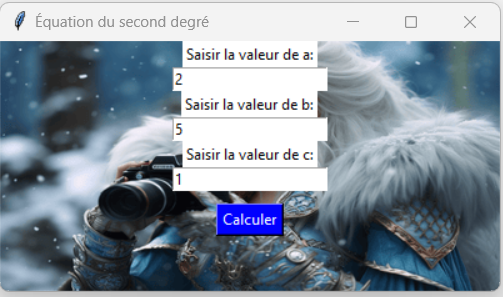 Équation du second degré
Saisir la valeur de a:
2
Saisir la valeur de b:
5
Saisir la valeur de c:
1
Calculer